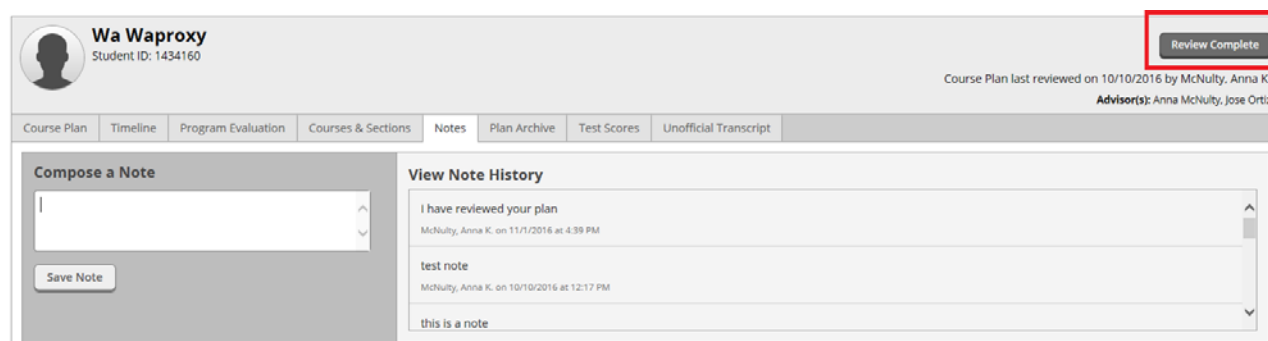 Wa Waproxy
Student ID: 1434160
Review Complete
Course Plan last reviewed on 10/10/2016 by McNulty, Anna K
Advisor(s): Anna McNulty, Jose Orti
Course Plan Timeline Program Evaluation Courses & Sections Notes Plan Archive Test Scores Unofficial Transcript
Compose a Note
Save Note
View Note History
I have reviewed your plan
McNulty, Anna K. on 11/1/2016 at 4:39 PM
test note
McNulty, Anna K. on 10/10/2016 at 12:17 PM
this is a note